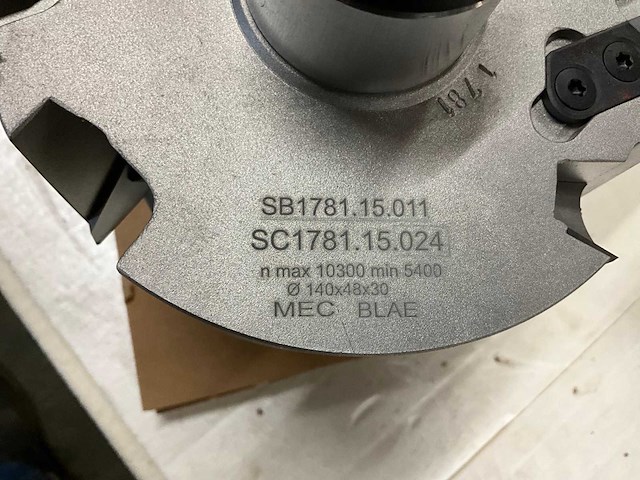 1781
SB1781.15.011
SC1781.15.024
n max 10300 min 5400
Ø 140x48x30
MEC BLAE